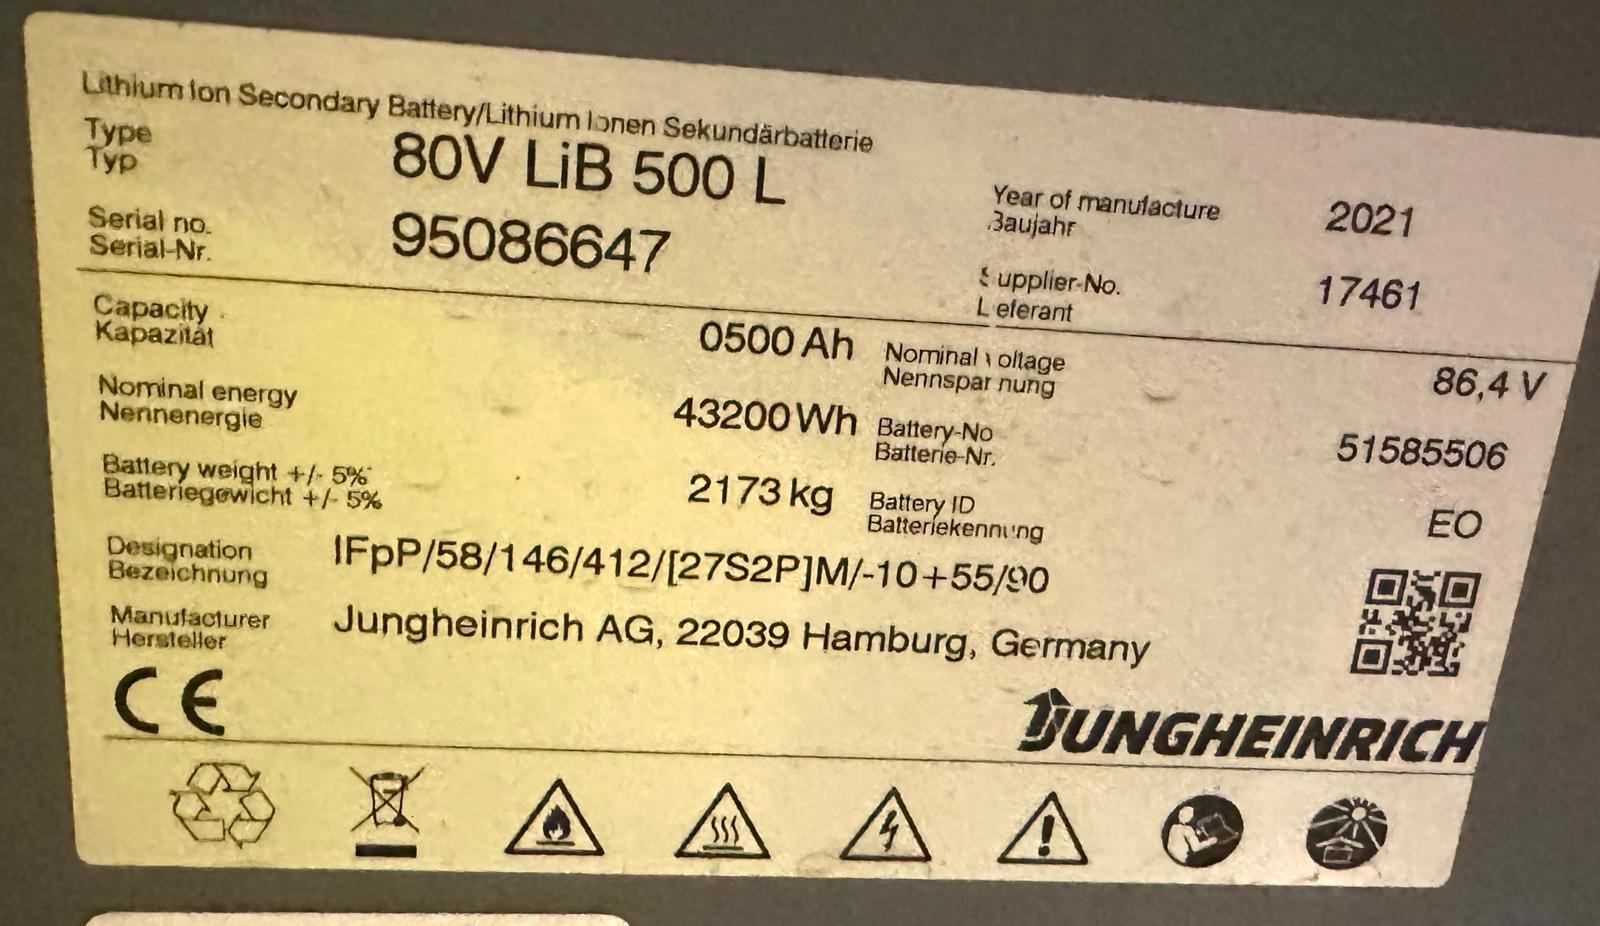 Lithium Ion Secondary Battery/Lithium Ionen Sekundärbatterie
Type
Typ
80V LiB 500 L
Year of manufacture
Baujahr
2021
Serial no.
Serial-Nr.
95086647
Supplier-No.
Lieferant
17461
Capacity
Kapazität
0500 Ah
Nominal voltage
Nennspannung
86,4 V
Nominal energy
Nennenergie
43200 Wh
Battery-No
Batterie-Nr.
51585506
Battery weight +/- 5%
Batteriegewicht +/- 5%
2173 kg
Battery ID
Batteriekennung
EO
Designation
Bezeichnung
IFpP/58/146/412/[27S2P]M/-10+55/90
Manufacturer
Hersteller
Jungheinrich AG, 22039 Hamburg, Germany
CE
JUNGHEINRICH